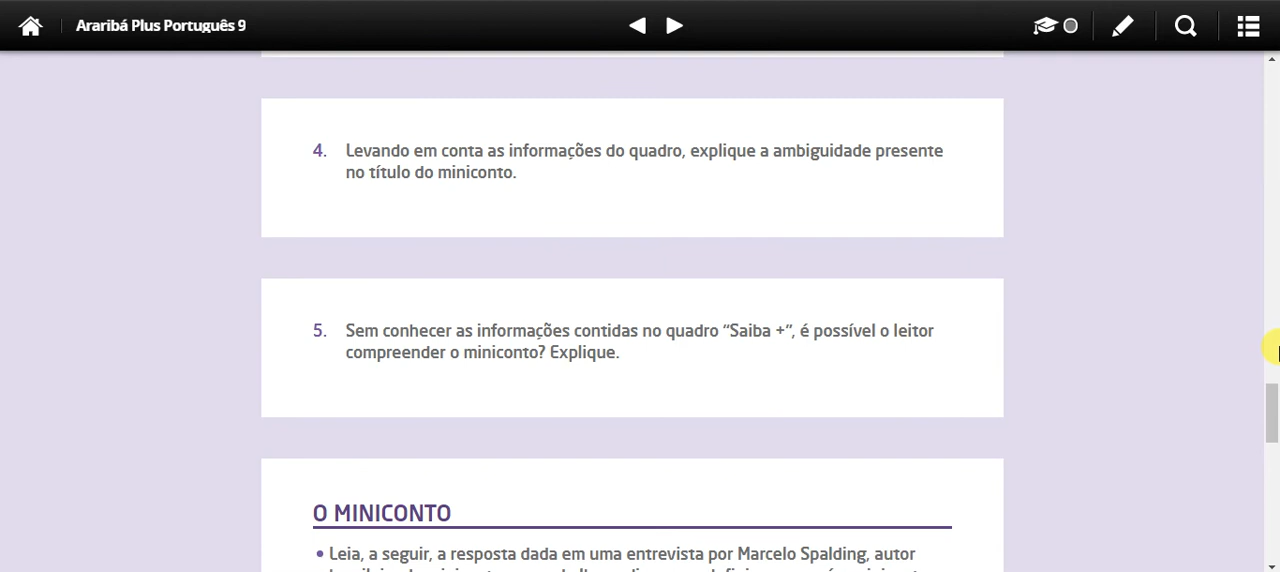 Araribá Plus Português 9
4. Levando em conta as informações do quadro, explique a ambiguidade presente
no título do miniconto.
5. Sem conhecer as informações contidas no quadro “Saiba +”, é possível o leitor
compreender o miniconto? Explique.
O MINICONTO
• Leia, a seguir, a resposta dada em uma entrevista por Marcelo Spalding, autor